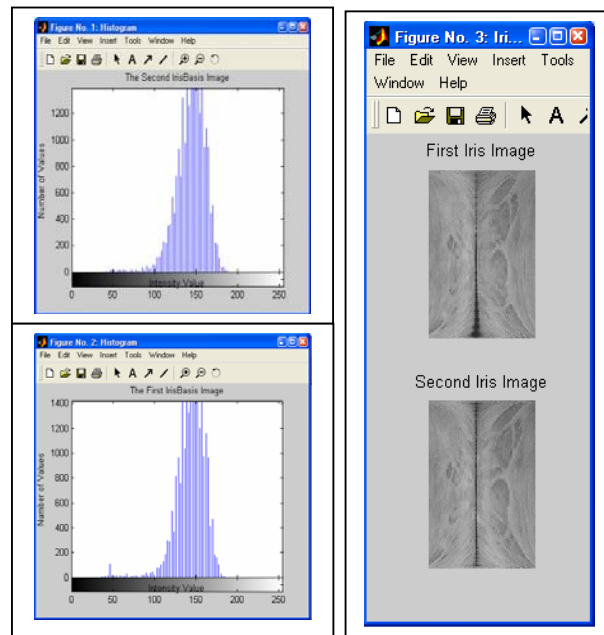 Figure No. 1: Histogram
File Edit View Insert Tools Window Help
A
The Second IrisBasis Image
Number of Values
1200
1000
800
600
400
200
0
Intensity Value
0 50 100 150 200 250
Figure No. 2: Histogram
File Edit View Insert Tools Window Help
A
The First IrisBasis Image
Number of Values
1400
1200
1000
800
600
400
200
0
Intensity Value
0 50 100 150 200 250
Figure No. 3: Iri...
File Edit View Insert Tools
Window Help
A
First Iris Image
Second Iris Image